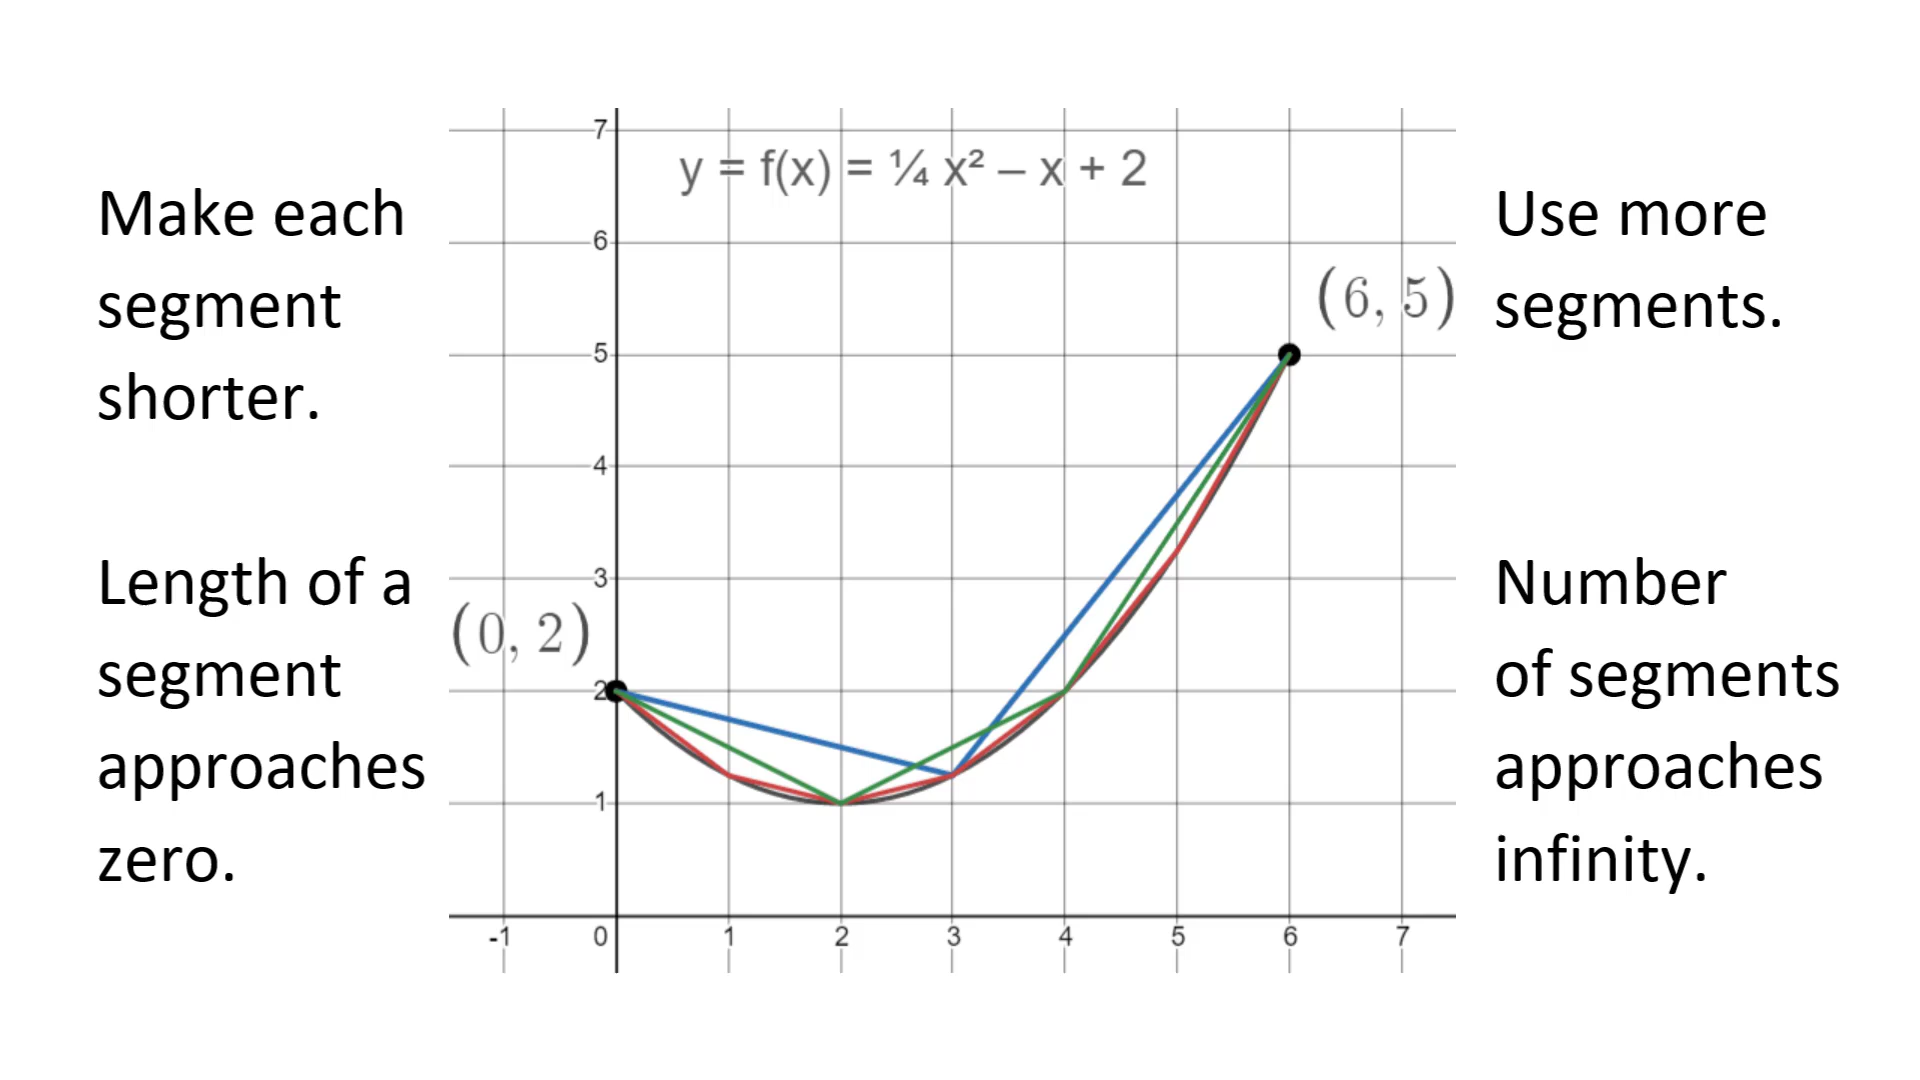 Make each
segment
shorter.
Length of a
segment
approaches
zero.
y = f(x) = ¼ x² – x + 2
7
6
5
4
3
2
1
(6, 5)
(0, 2)
-1 0 1 2 3 4 5 6 7
Use more
segments.
Number
of segments
approaches
infinity.